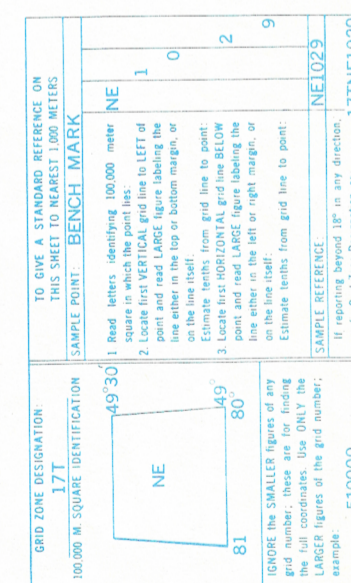 GRID ZONE DESIGNATION:
17T
100,000 M. SQUARE IDENTIFICATION
49°30'
NE
49°
81
80°
IGNORE the SMALLER figures of any
grid number; these are for finding
the full coordinates. Use ONLY the
LARGER figures of the grid number;
example:
TO GIVE A STANDARD REFERENCE ON
THIS SHEET TO NEAREST 1,000 METERS
SAMPLE POINT: BENCH MARK
1 Read letters identifying 100,000 meter
square in which the point lies:
NE
2. Locate first VERTICAL grid line to LEFT of
point and read LARGE figure labeling the
line either in the top or bottom margin, or
on the line itself:
1
Estimate tenths from grid line to point:
0
3. Locate first HORIZONTAL grid line BELOW
point and read LARGE figure labeling the
line either in the left or right margin, or
on the line itself:
2
Estimate tenths from grid line to point:
9
SAMPLE REFERENCE:
NE1029
If reporting beyond 18° in any direction,
17TNE1029